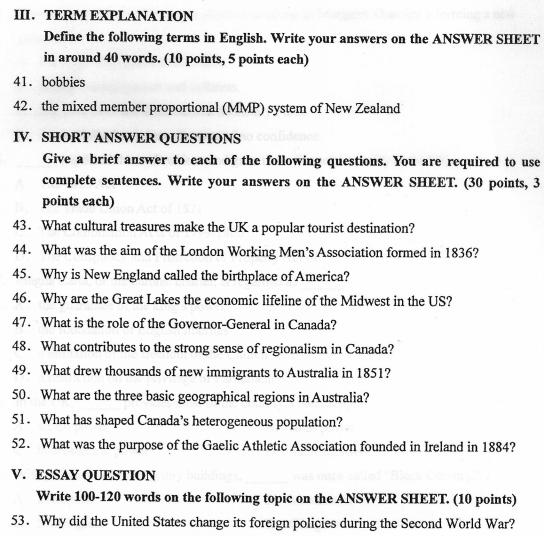 III. TERM EXPLANATION
Define the following terms in English. Write your answers on the ANSWER SHEET
in around 40 words. (10 points, 5 points each)
41. bobbies
42. the mixed member proportional (MMP) system of New Zealand
IV. SHORT ANSWER QUESTIONS
Give a brief answer to each of the following questions. You are required to use
complete sentences. Write your answers on the ANSWER SHEET. (30 points, 3
points each)
43. What cultural treasures make the UK a popular tourist destination?
44. What was the aim of the London Working Men's Association formed in 1836?
45. Why is New England called the birthplace of America?
46. Why are the Great Lakes the economic lifeline of the Midwest in the US?
47. What is the role of the Governor-General in Canada?
48. What contributes to the strong sense of regionalism in Canada?
49. What drew thousands of new immigrants to Australia in 1851?
50. What are the three basic geographical regions in Australia?
51. What has shaped Canada's heterogeneous population?
52. What was the purpose of the Gaelic Athletic Association founded in Ireland in 1884?
V. ESSAY QUESTION
Write 100-120 words on the following topic on the ANSWER SHEET. (10 points)
53. Why did the United States change its foreign policies during the Second World War?